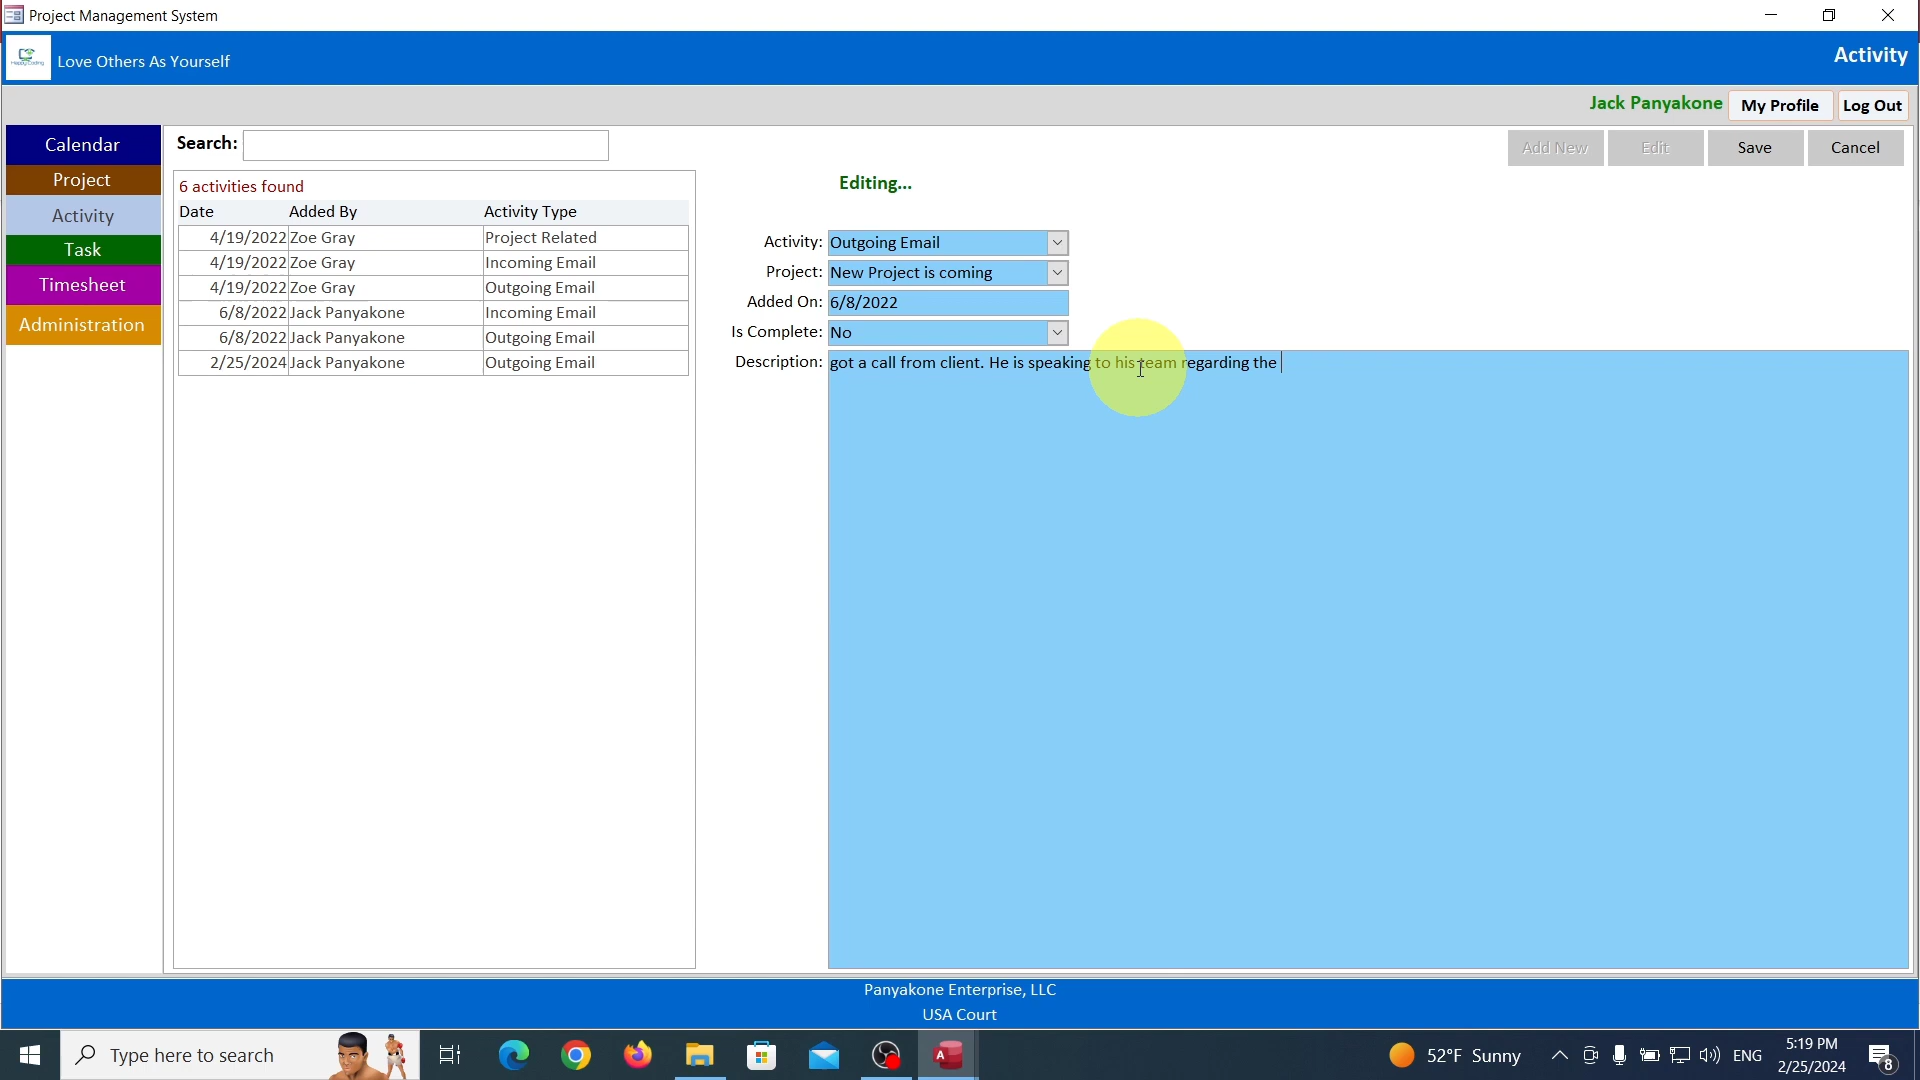 Project Management System
Love Others As Yourself
Activity
Jack Panyakone
My Profile
Log Out
Calendar
Project
Activity
Task
Timesheet
Administration
Search:
Add New
Edit
Save
Cancel
6 activities found
Date Added By Activity Type
4/19/2022 Zoe Gray Project Related
4/19/2022 Zoe Gray Incoming Email
4/19/2022 Zoe Gray Outgoing Email
6/8/2022 Jack Panyakone Incoming Email
6/8/2022 Jack Panyakone Outgoing Email
2/25/2024 Jack Panyakone Outgoing Email
Editing...
Activity: Outgoing Email
Project: New Project is coming
Added On: 6/8/2022
Is Complete: No
Description: got a call from client. He is speaking to his team regarding the
Panyakone Enterprise, LLC
USA Court
Type here to search
52°F Sunny
ENG
5:19 PM
2/25/2024
8